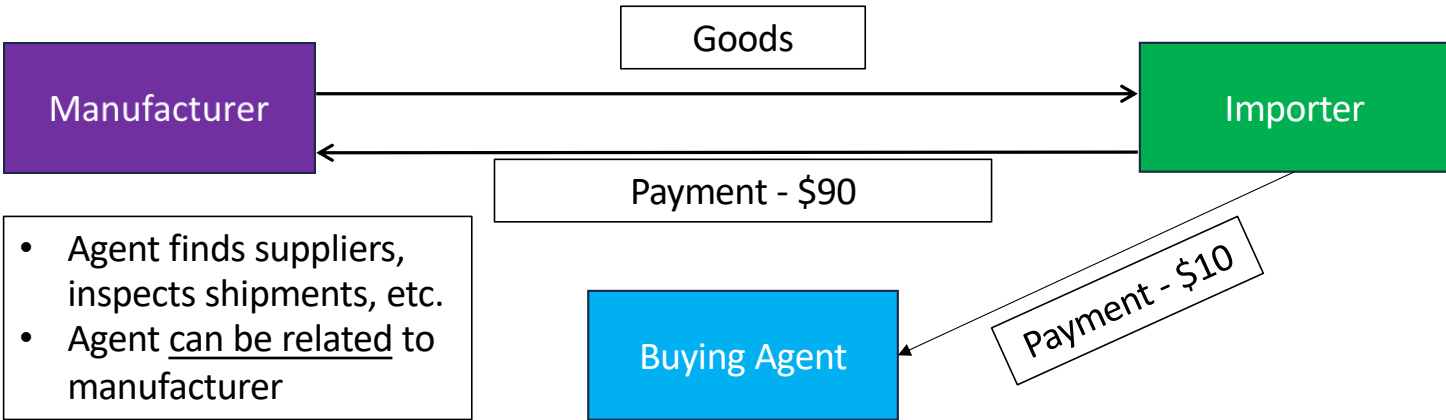 Goods
Manufacturer
Importer
Payment - $90
• Agent finds suppliers,
inspects shipments, etc.
• Agent can be related to
manufacturer
Buying Agent
Payment - $10